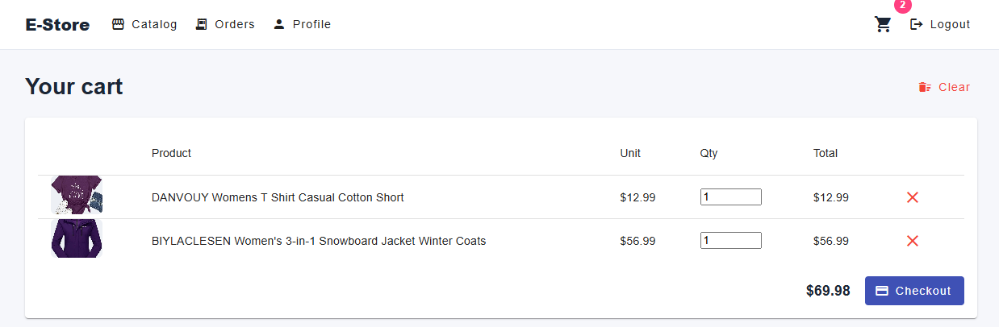 2
E-Store Catalog Orders Profile Logout
Your cart Clear
Product Unit Qty Total
DANVOUY Womens T Shirt Casual Cotton Short $12.99 1 $12.99
BIYLACLESEN Women's 3-in-1 Snowboard Jacket Winter Coats $56.99 1 $56.99
$69.98 Checkout